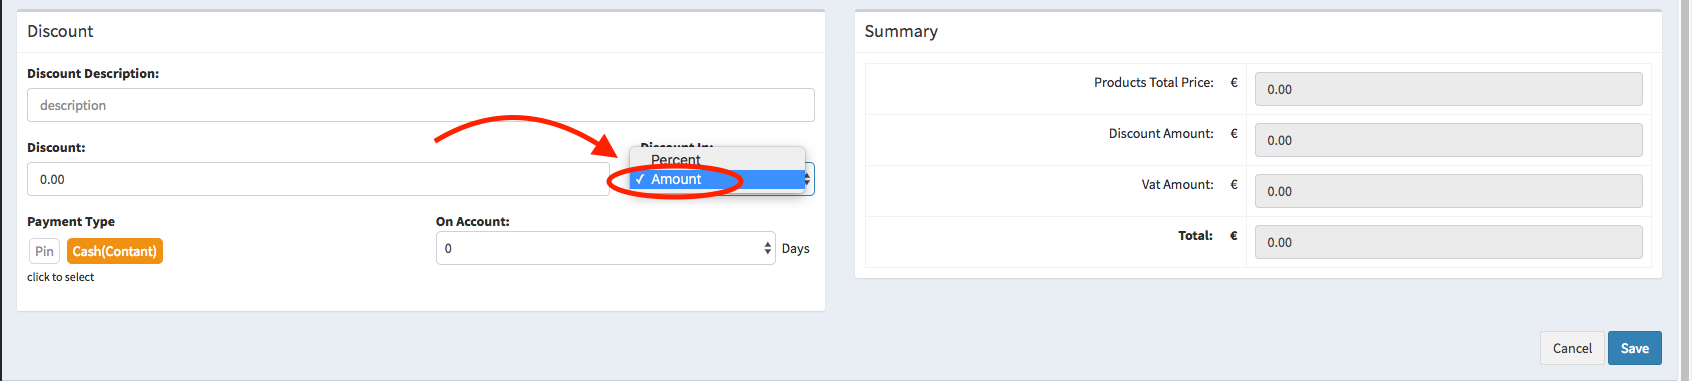 Discount
Discount Description:
description
Discount:
Discount In:
0.00
Percent
✓ Amount
Payment Type
Pin
Cash(Contant)
click to select
On Account:
0
Days
Summary
Products Total Price: €
0.00
Discount Amount: €
0.00
Vat Amount: €
0.00
Total: €
0.00
Cancel
Save